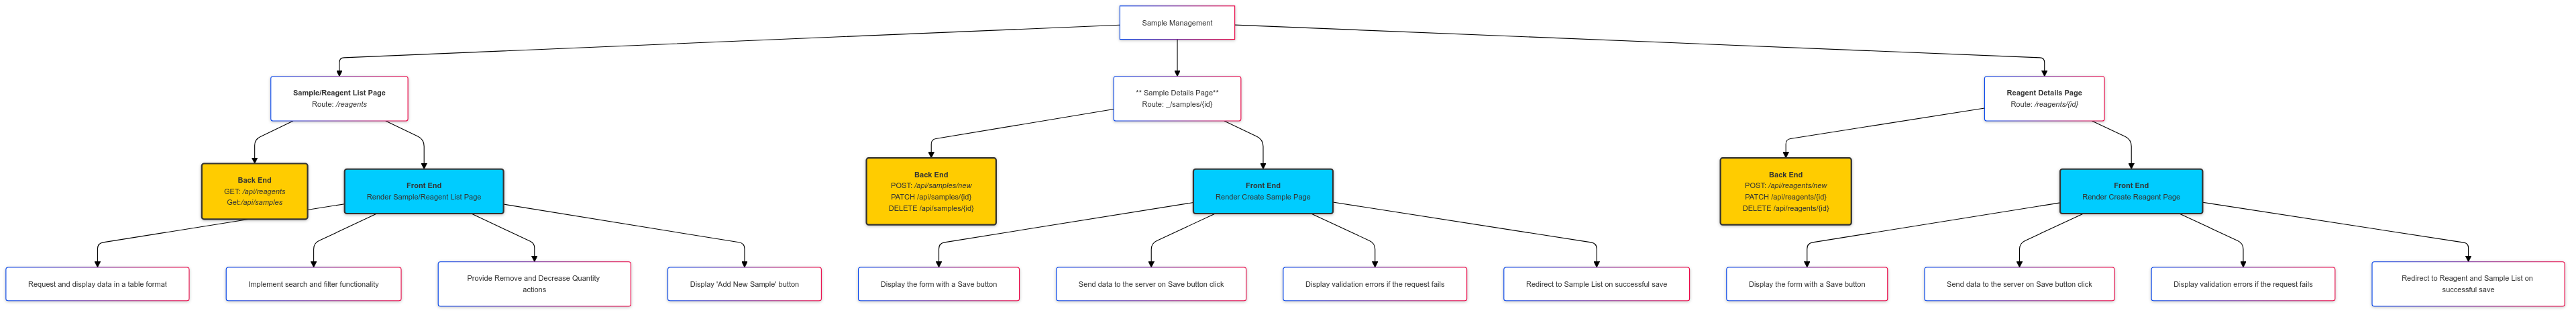 Sample Management
Sample/Reagent List Page
Route: /reagents
** Sample Details Page**
Route: _/samples/{id}
Reagent Details Page
Route: /reagents/{id}
Back End
GET: /api/reagents
Get:/api/samples
Front End
Render Sample/Reagent List Page
Back End
POST: /api/samples/new
PATCH /api/samples/{id}
DELETE /api/samples/{id}
Front End
Render Create Sample Page
Back End
POST: /api/reagents/new
PATCH /api/reagents/{id}
DELETE /api/reagents/{id}
Front End
Render Create Reagent Page
Request and display data in a table format
Implement search and filter functionality
Provide Remove and Decrease Quantity
actions
Display 'Add New Sample' button
Display the form with a Save button
Send data to the server on Save button click
Display validation errors if the request fails
Redirect to Sample List on successful save
Display the form with a Save button
Send data to the server on Save button click
Display validation errors if the request fails
Redirect to Reagent and Sample List on
successful save